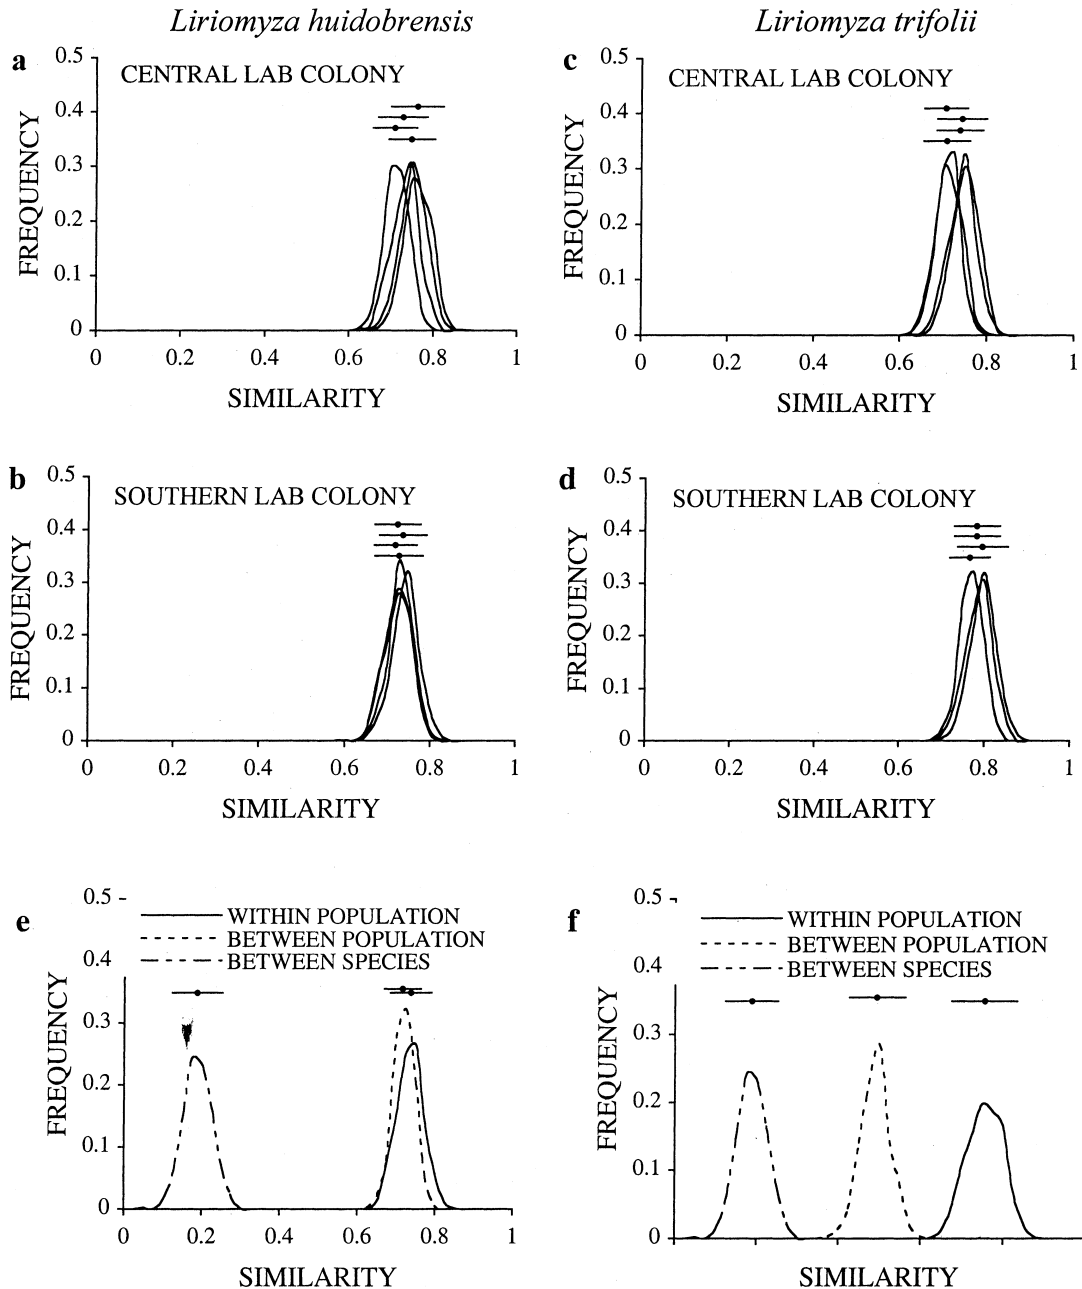 Liriomyza huidobrensis
Liriomyza trifolii
a
CENTRAL LAB COLONY
FREQUENCY
0.5
0.4
0.3
0.2
0.1
0
0 0.2 0.4 0.6 0.8 1
SIMILARITY
c
CENTRAL LAB COLONY
FREQUENCY
0.5
0.4
0.3
0.2
0.1
0
0 0.2 0.4 0.6 0.8 1
SIMILARITY
b
SOUTHERN LAB COLONY
FREQUENCY
0.5
0.4
0.3
0.2
0.1
0
0 0.2 0.4 0.6 0.8 1
SIMILARITY
d
SOUTHERN LAB COLONY
FREQUENCY
0.5
0.4
0.3
0.2
0.1
0
0 0.2 0.4 0.6 0.8 1
SIMILARITY
e
WITHIN POPULATION
BETWEEN POPULATION
BETWEEN SPECIES
FREQUENCY
0.5
0.4
0.3
0.2
0.1
0
0 0.2 0.4 0.6 0.8 1
SIMILARITY
f
WITHIN POPULATION
BETWEEN POPULATION
BETWEEN SPECIES
FREQUENCY
0.5
0.4
0.3
0.2
0.1
0
SIMILARITY